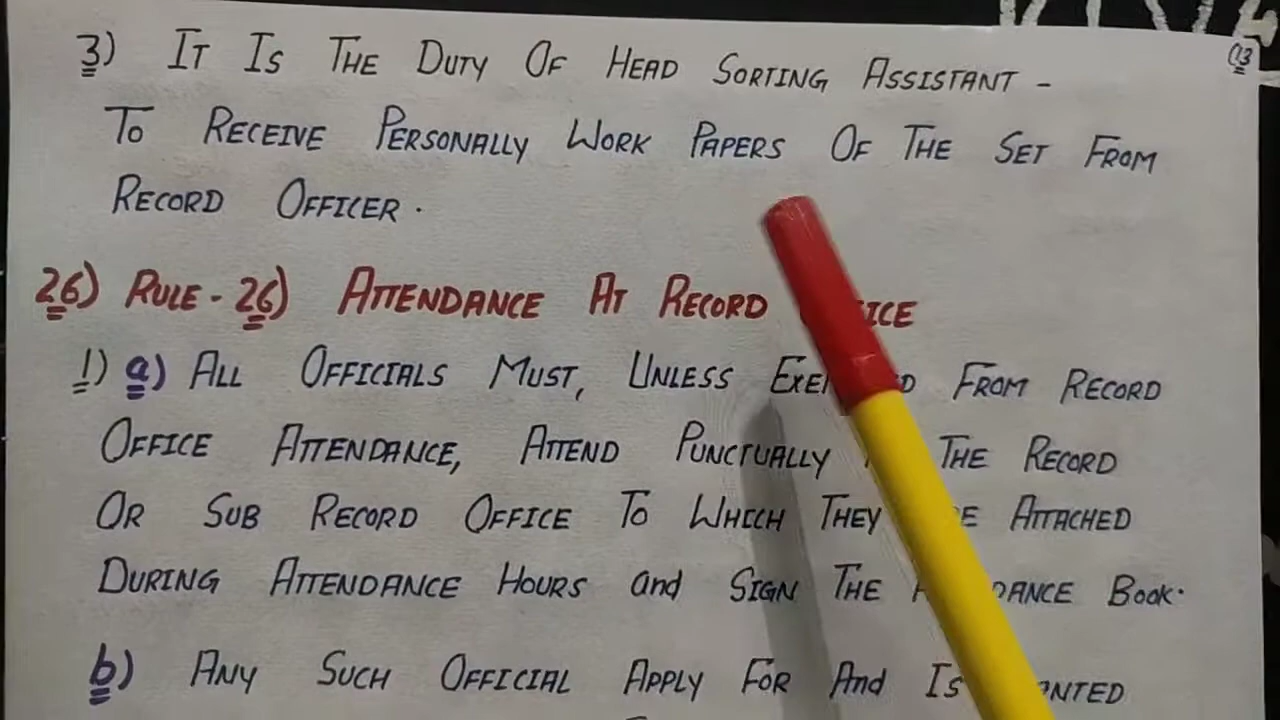 13
3) IT IS THE DUTY OF HEAD SORTING ASSISTANT -
TO RECEIVE PERSONALLY WORK PAPERS OF THE SET FROM
RECORD OFFICER.
26) RULE - 26) ATTENDANCE AT RECORD
1) a) ALL OFFICIALS MUST, UNLESS FROM RECORD
OFFICE ATTENDANCE, ATTEND PUNCTUALLY THE RECORD
OR SUB RECORD OFFICE TO WHICH THEY ATTACHED
DURING ATTENDANCE HOURS and SIGN THE BOOK.
b) ANY SUCH OFFICIAL APPLY FOR And IS